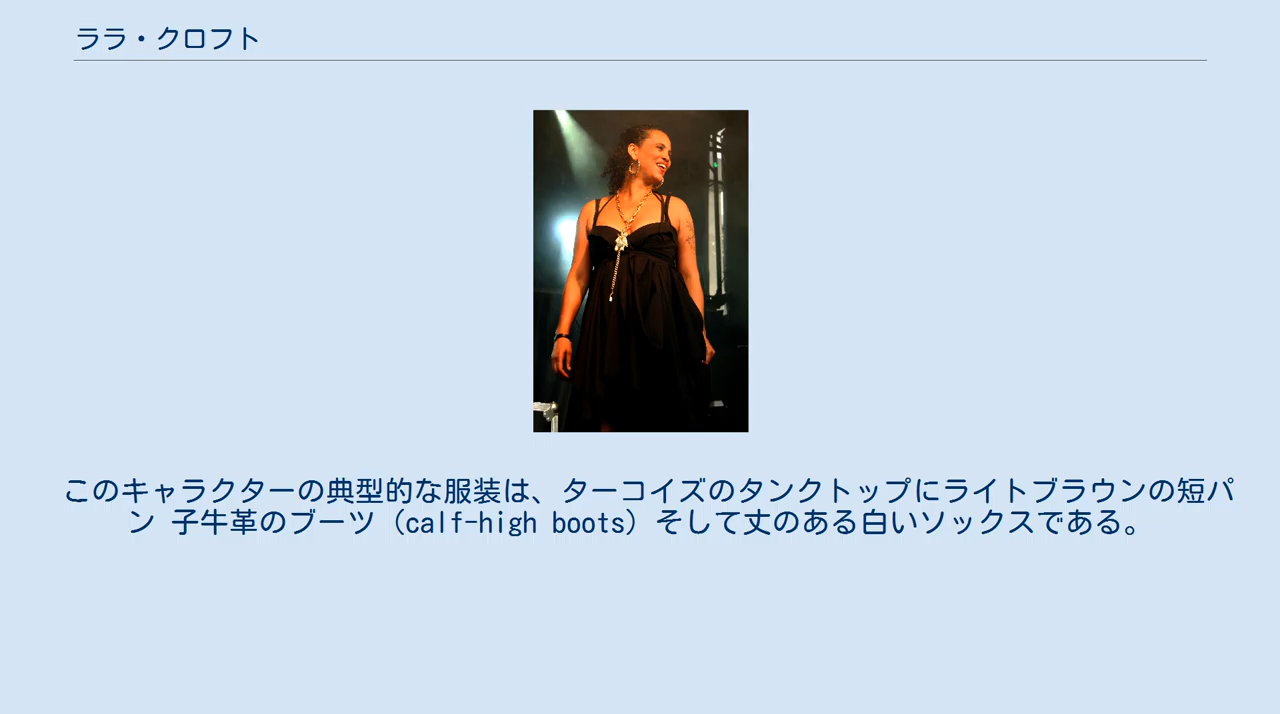 ララ・クロフト
このキャラクターの典型的な服装は、ターコイズのタンクトップにライトブラウンの短パ
ン 子牛革のブーツ（calf-high boots）そして丈のある白いソックスである。